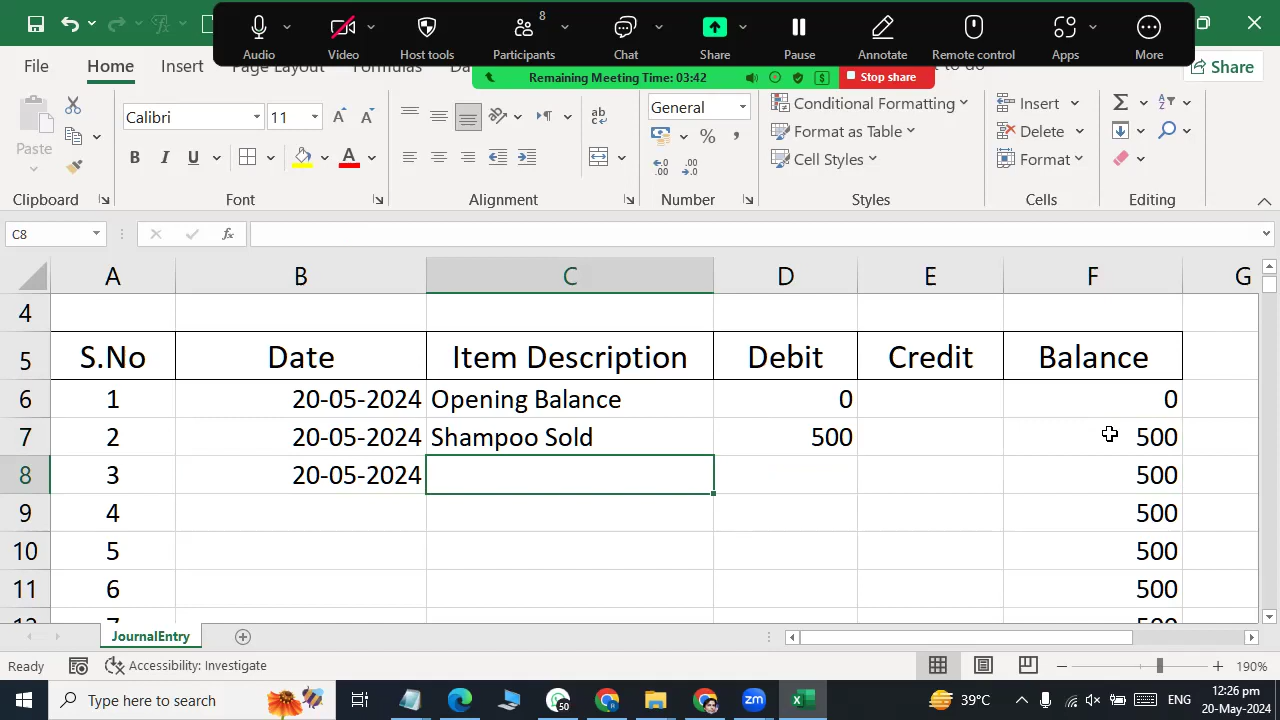 8
Audio Video Host tools Participants Chat Share Pause Annotate Remote control Apps More
File Home Insert Page Layout Formulas
Remaining Meeting Time: 03:42 Stop share
Share
Paste
Calibri 11
B I U A
General
% ,
Conditional Formatting
Format as Table
Cell Styles
Insert
Delete
Format
Clipboard Font Alignment Number Styles Cells Editing
C8 fx
A B C D E F G
4
5 S.No Date Item Description Debit Credit Balance
6 1 20-05-2024 Opening Balance 0 0
7 2 20-05-2024 Shampoo Sold 500 500
8 3 20-05-2024 500
9 4 500
10 5 500
11 6 500
JournalEntry
Ready Accessibility: Investigate 190%
Type here to search 50 zm 39°C ENG
12:26 pm
20-May-2024